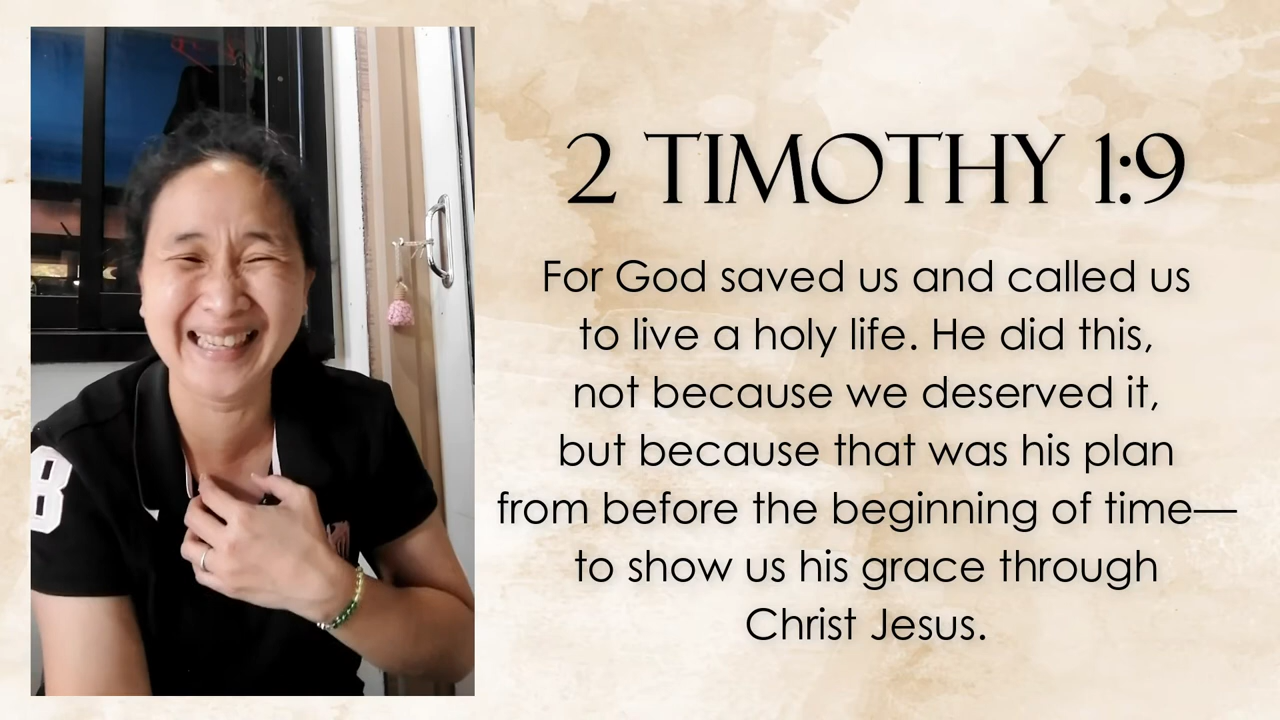 2 TIMOTHY 1:9
For God saved us and called us
to live a holy life. He did this,
not because we deserved it,
but because that was his plan
from before the beginning of time—
to show us his grace through
Christ Jesus.
8